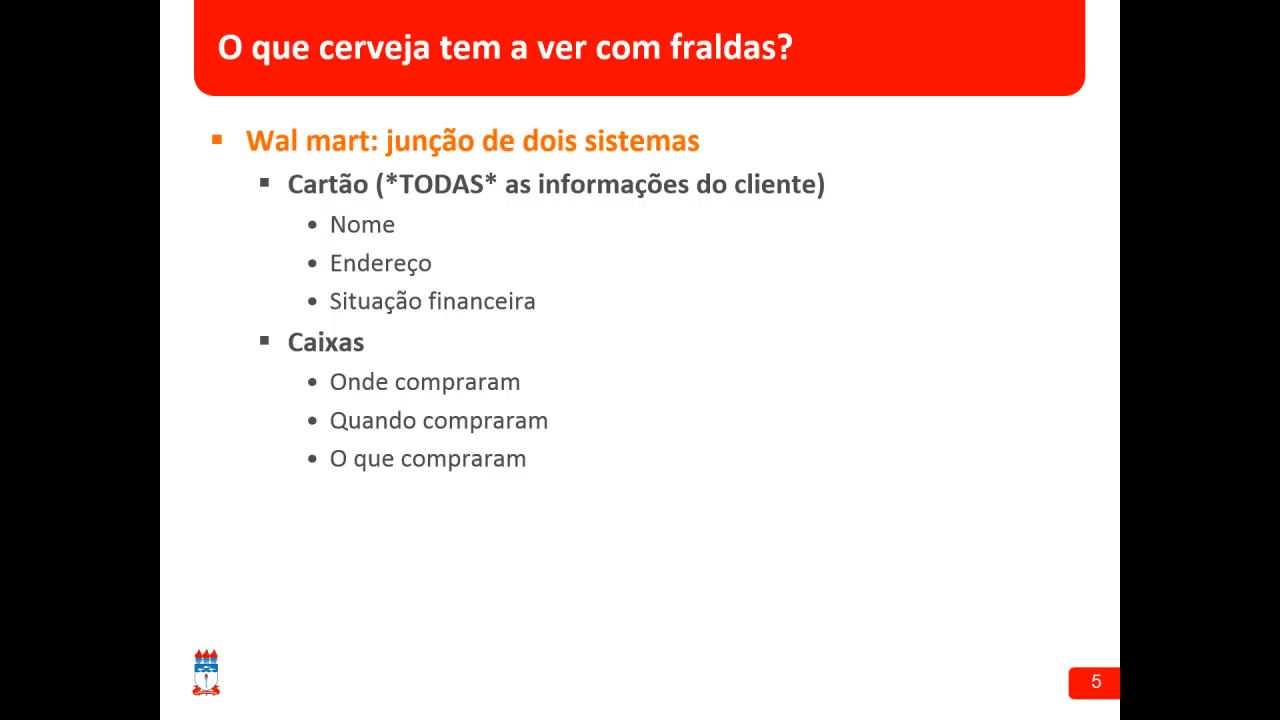 O que cerveja tem a ver com fraldas?
Wal mart: junção de dois sistemas
Cartão (*TODAS* as informações do cliente)
Nome
Endereço
Situação financeira
Caixas
Onde compraram
Quando compraram
O que compraram
5